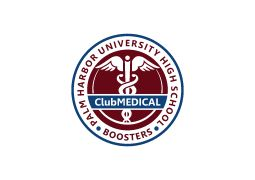 PALM HARBOR UNIVERSITY HIGH SCHOOL
ClubMEDICAL
• BOOSTERS •